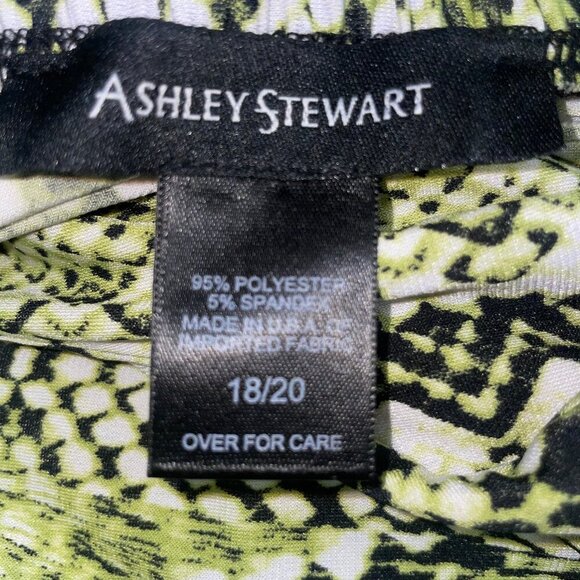 ASHLEY STEWART
95% POLYESTER
5% SPANDEX
MADE IN U.S.A. OF
IMPORTED FABRIC
18/20
OVER FOR CARE